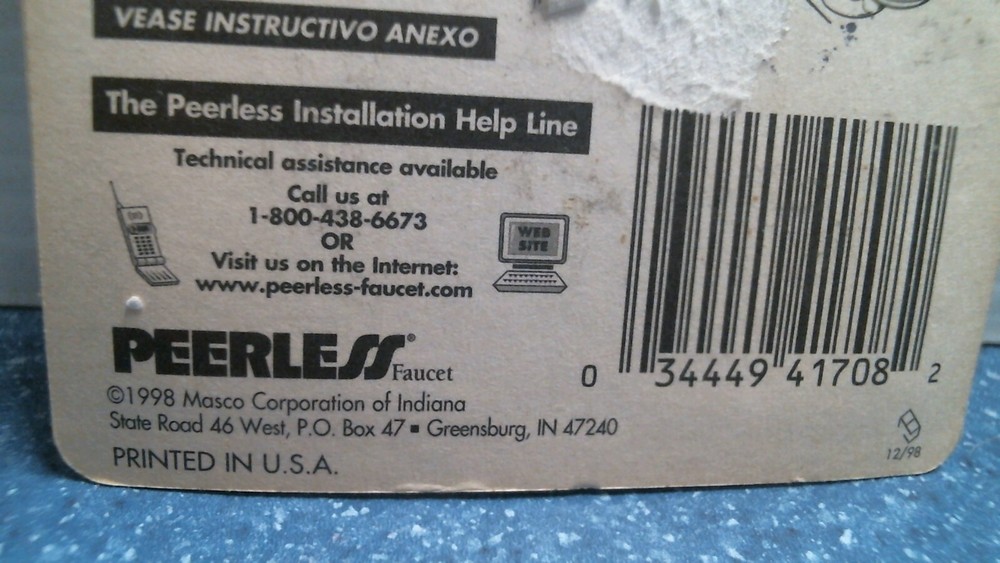 VEASE INSTRUCTIVO ANEXO
The Peerless Installation Help Line
Technical assistance available
Call us at
1-800-438-6673
OR
Visit us on the Internet:
www.peerless-faucet.com
WEB
SITE
PEERLESS® Faucet
©1998 Masco Corporation of Indiana
State Road 46 West, P.O. Box 47 ▪ Greensburg, IN 47240
PRINTED IN U.S.A.
0 34449 41708 2
12/98